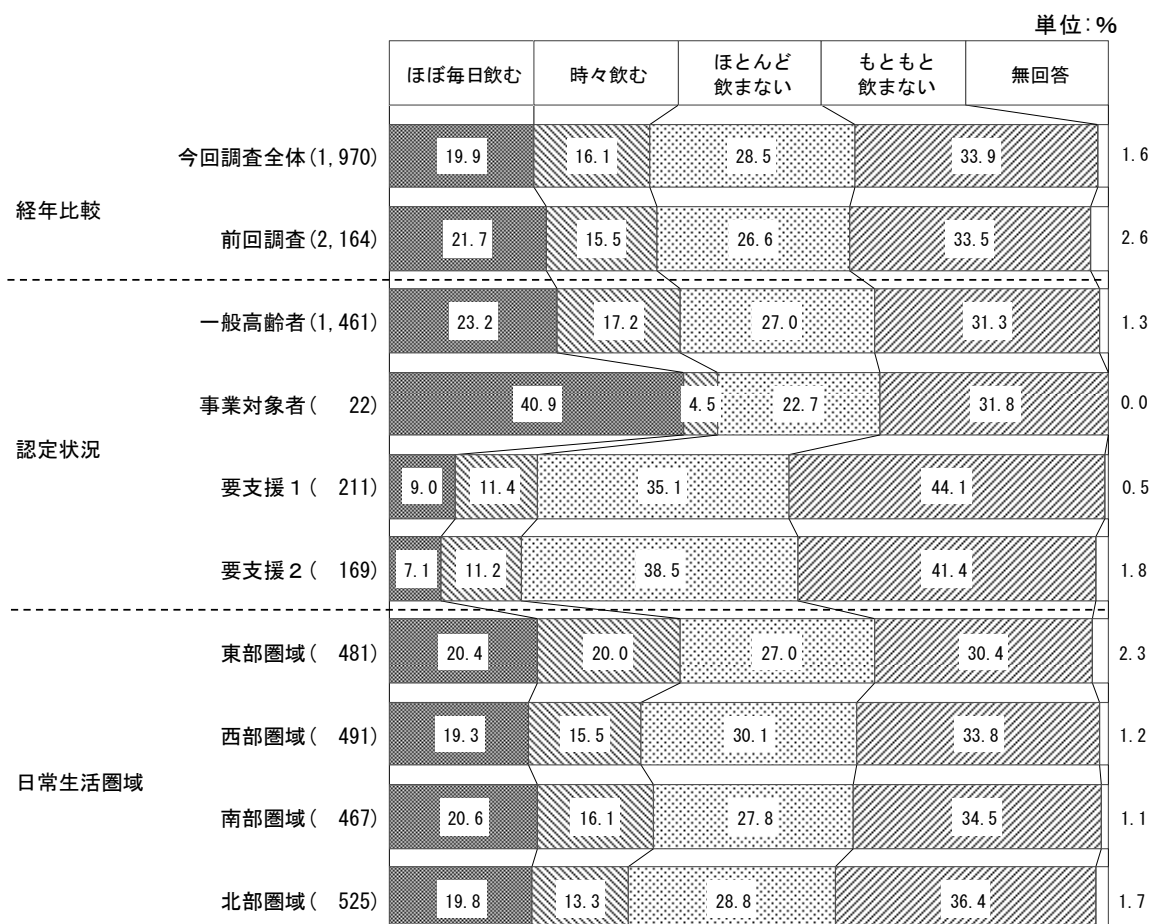 単位:%
ほぼ毎日飲む 時々飲む ほとんど飲まない もともと飲まない 無回答
今回調査全体(1,970) 19.9 16.1 28.5 33.9 1.6
経年比較
前回調査(2,164) 21.7 15.5 26.6 33.5 2.6
一般高齢者(1,461) 23.2 17.2 27.0 31.3 1.3
事業対象者( 22) 40.9 4.5 22.7 31.8 0.0
認定状況
要支援1( 211) 9.0 11.4 35.1 44.1 0.5
要支援2( 169) 7.1 11.2 38.5 41.4 1.8
東部圏域( 481) 20.4 20.0 27.0 30.4 2.3
西部圏域( 491) 19.3 15.5 30.1 33.8 1.2
日常生活圏域
南部圏域( 467) 20.6 16.1 27.8 34.5 1.1
北部圏域( 525) 19.8 13.3 28.8 36.4 1.7